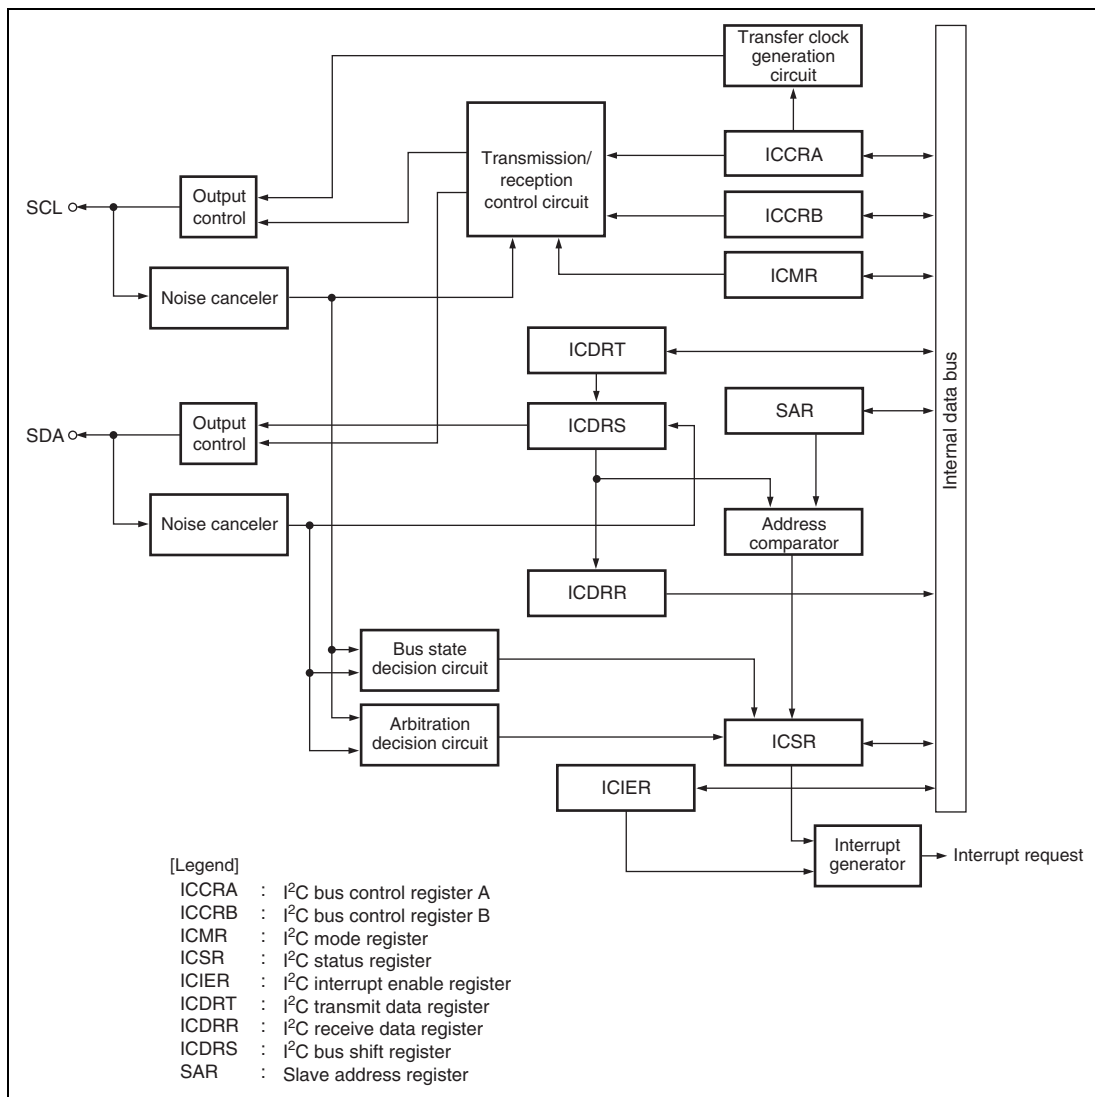 Transfer clock
generation
circuit
Transmission/
reception
control circuit
ICCRA
SCL
Output
control
ICCRB
Noise canceler
ICMR
ICDRT
Internal data bus
SDA
Output
control
ICDRS
SAR
Noise canceler
Address
comparator
ICDRR
Bus state
decision circuit
Arbitration
decision circuit
ICSR
ICIER
Interrupt
generator
Interrupt request
[Legend]
ICCRA : I²C bus control register A
ICCRB : I²C bus control register B
ICMR : I²C mode register
ICSR : I²C status register
ICIER : I²C interrupt enable register
ICDRT : I²C transmit data register
ICDRR : I²C receive data register
ICDRS : I²C bus shift register
SAR : Slave address register